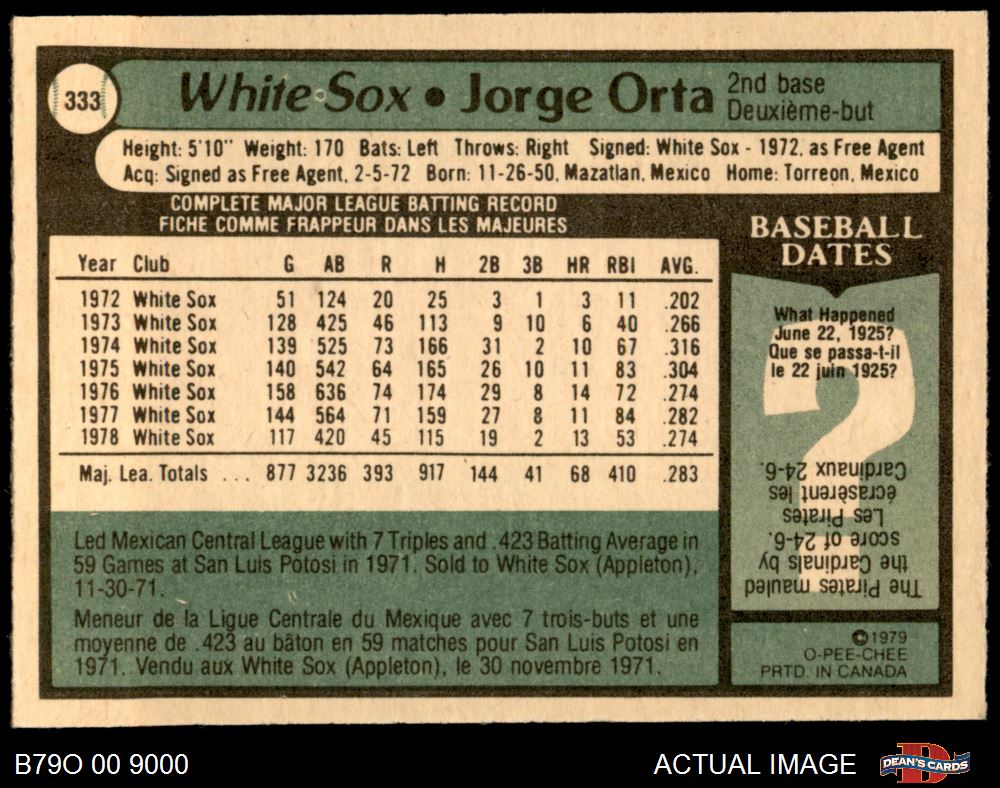 333
White Sox • Jorge Orta
2nd base
Deuxième-but
Height: 5'10" Weight: 170 Bats: Left Throws: Right Signed: White Sox - 1972, as Free Agent
Acq: Signed as Free Agent, 2-5-72 Born: 11-26-50, Mazatlan, Mexico Home: Torreon, Mexico
COMPLETE MAJOR LEAGUE BATTING RECORD
FICHE COMME FRAPPEUR DANS LES MAJEURES
Year Club G AB R H 2B 3B HR RBI AVG.
1972 White Sox 51 124 20 25 3 1 3 11 .202
1973 White Sox 128 425 46 113 9 10 6 40 .266
1974 White Sox 139 525 73 166 31 2 10 67 .316
1975 White Sox 140 542 64 165 26 10 11 83 .304
1976 White Sox 158 636 74 174 29 8 14 72 .274
1977 White Sox 144 564 71 159 27 8 11 84 .282
1978 White Sox 117 420 45 115 19 2 13 53 .274
Maj. Lea. Totals ... 877 3236 393 917 144 41 68 410 .283
Led Mexican Central League with 7 Triples and .423 Batting Average in
59 Games at San Luis Potosi in 1971. Sold to White Sox (Appleton),
11-30-71.
Meneur de la Ligue Centrale du Mexique avec 7 trois-buts et une
moyenne de .423 au bâton en 59 matches pour San Luis Potosi en
1971. Vendu aux White Sox (Appleton), le 30 novembre 1971.
BASEBALL
DATES
What Happened
June 22, 1925?
Que se passa-t-il
le 22 juin 1925?
The Pirates mauled
the Cardinals by
score of 24-6.
Les Pirates
écrasèrent les
Cardinaux 24-6.
©1979
O-PEE-CHEE
PRTD. IN CANADA
B79O 00 9000
ACTUAL IMAGE
D
DEAN'S CARDS